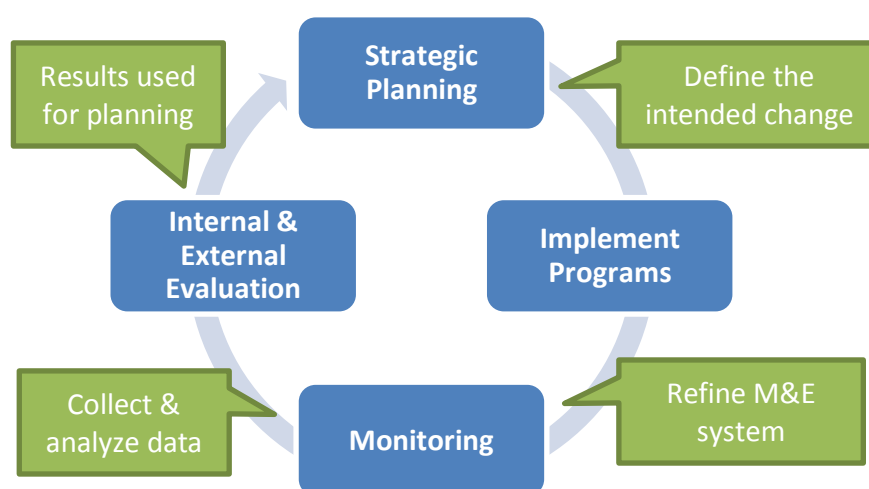 Strategic
Planning
Define the
intended change
Implement
Programs
Refine M&E
system
Monitoring
Collect &
analyze data
Internal &
External
Evaluation
Results used
for planning